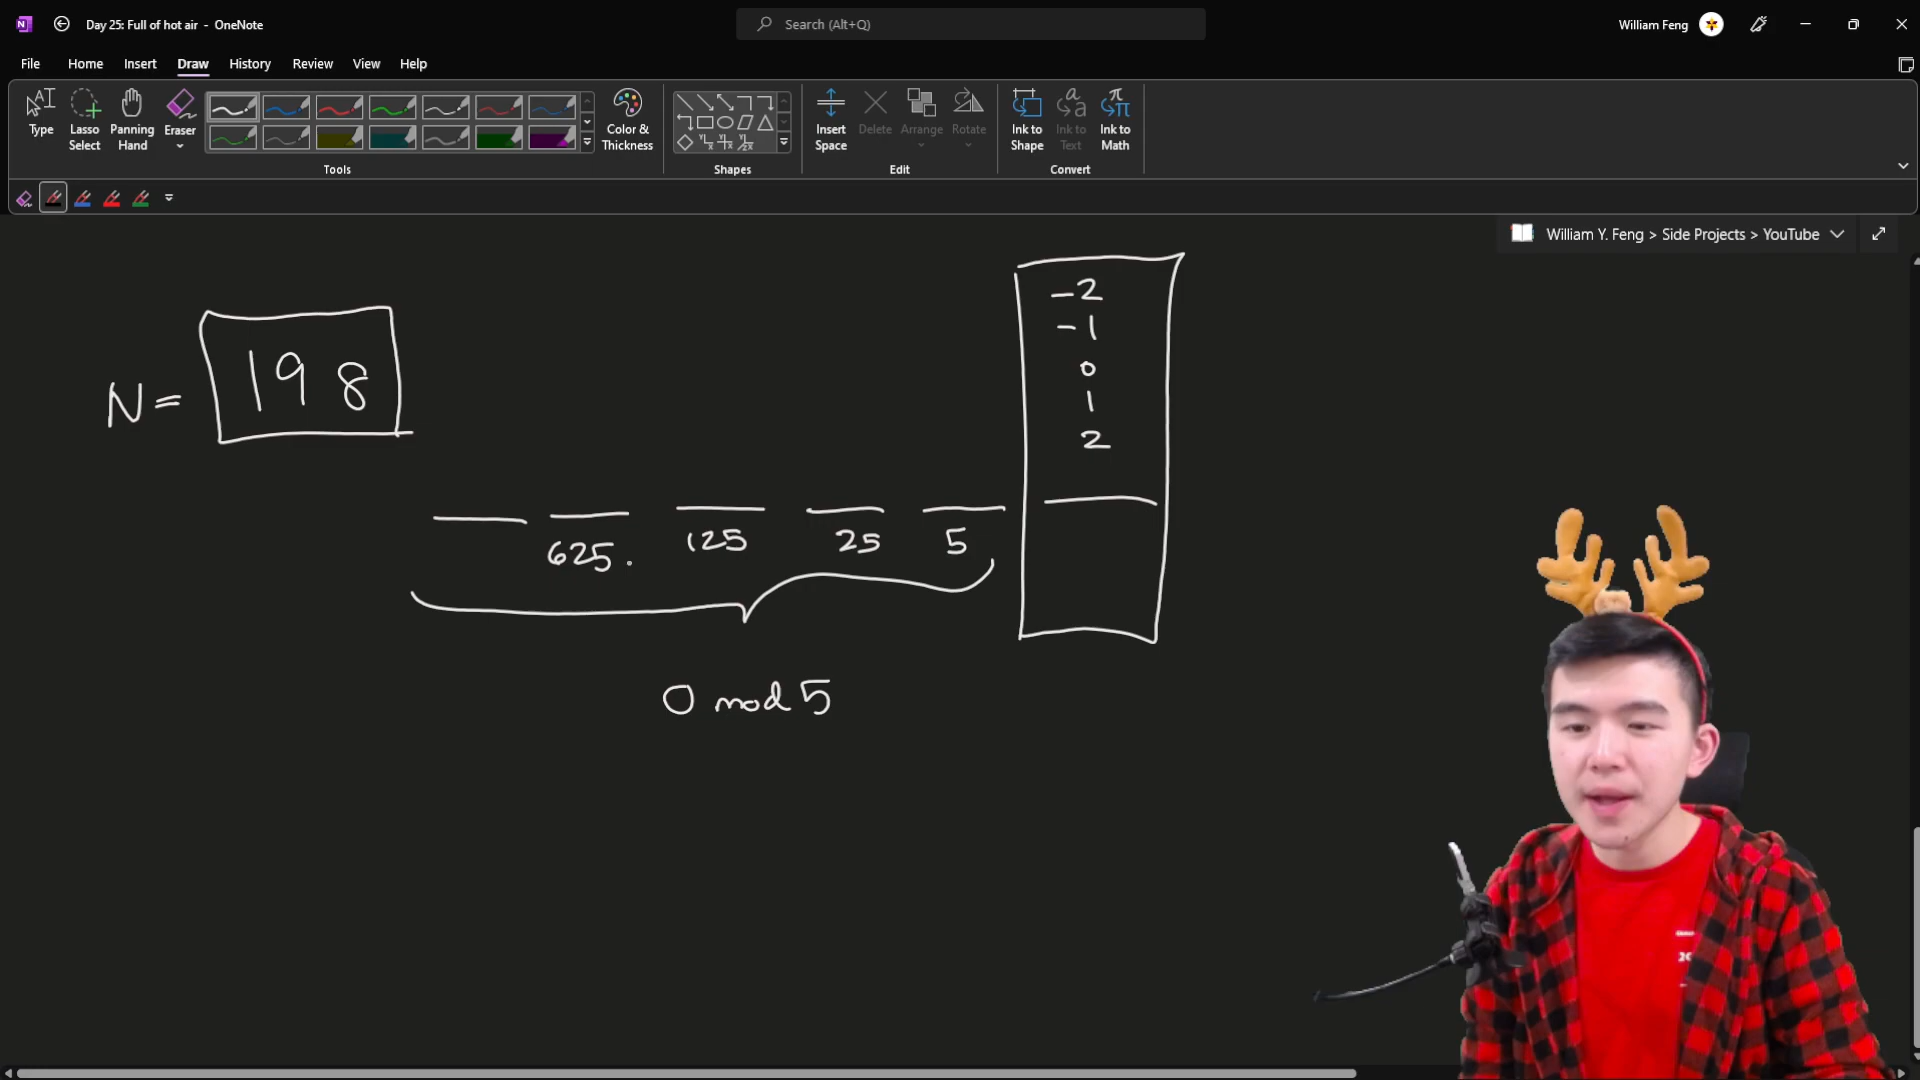 Day 25: Full of hot air - OneNote
Search (Alt+Q)
William Feng
File Home Insert Draw History Review View Help
Type
Lasso Select
Panning Hand
Eraser
Color & Thickness
Insert Space
Delete
Arrange
Rotate
Ink to Shape
Ink to Text
Ink to Math
Tools Shapes Edit Convert
William Y. Feng > Side Projects > YouTube
-2
-1
0
1
2
N = 198
625. 125 25 5
0 mod 5